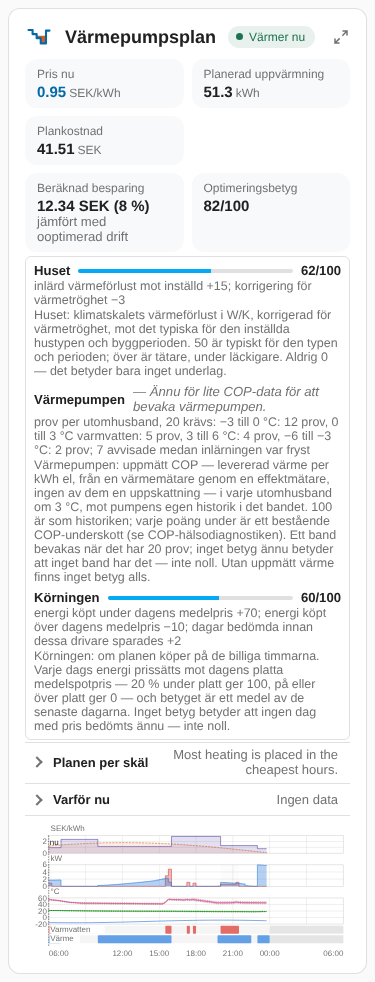 Värmepumpsplan
Värmer nu
Pris nu
0.95 SEK/kWh
Planerad uppvärmning
51.3 kWh
Plankostnad
41.51 SEK
Beräknad besparing
12.34 SEK (8 %)
jämfört med
ooptimerad drift
Optimeringsbetyg
82/100
Huset 62/100
inlärd värmeförlust mot inställd +15; korrigering för
värmetröghet −3
Huset: klimatskalets värmeförlust i W/K, korrigerad för
värmetröghet, mot det typiska för den inställda
hustypen och byggperioden. 50 är typiskt för den typen
och perioden; över är tätare, under läckigare. Aldrig 0
— det betyder bara inget underlag.
Värmepumpen — Ännu för lite COP-data för att
bevaka värmepumpen.
prov per utomhusband, 20 krävs: −3 till 0 °C: 12 prov, 0
till 3 °C varmvatten: 5 prov, 3 till 6 °C: 4 prov, −6 till −3
°C: 2 prov; 7 avvisade medan inlärningen var fryst
Värmepumpen: uppmätt COP — levererad värme per
kWh el, från en värmemätare genom en effektmätare,
ingen av dem en uppskattning — i varje utomhusband
om 3 °C, mot pumpens egen historik i det bandet. 100
är som historiken; varje poäng under är ett bestående
COP-underskott (se COP-hälsodiagnostiken). Ett band
bevakas när det har 20 prov; inget betyg ännu betyder
att inget band har det — inte noll. Utan uppmätt värme
finns inget betyg alls.
Körningen 60/100
energi köpt under dagens medelpris +70; energi köpt
över dagens medelpris −10; dagar bedömda innan
dessa drivare sparades +2
Körningen: om planen köper på de billiga timmarna.
Varje dags energi prissätts mot dagens platta
medelspotpris — 20 % under platt ger 100, på eller
över platt ger 0 — och betyget är ett medel av de
senaste dagarna. Inget betyg betyder att ingen dag
med pris bedömts ännu — inte noll.
Planen per skäl
Most heating is placed in the
cheapest hours.
Varför nu
Ingen data
SEK/kWh
2
nu
0
kW
6
4
2
0
°C
60
40
20
0
-20
Varmvatten
Värme
06:00 12:00 15:00 18:00 21:00 00:00 06:00